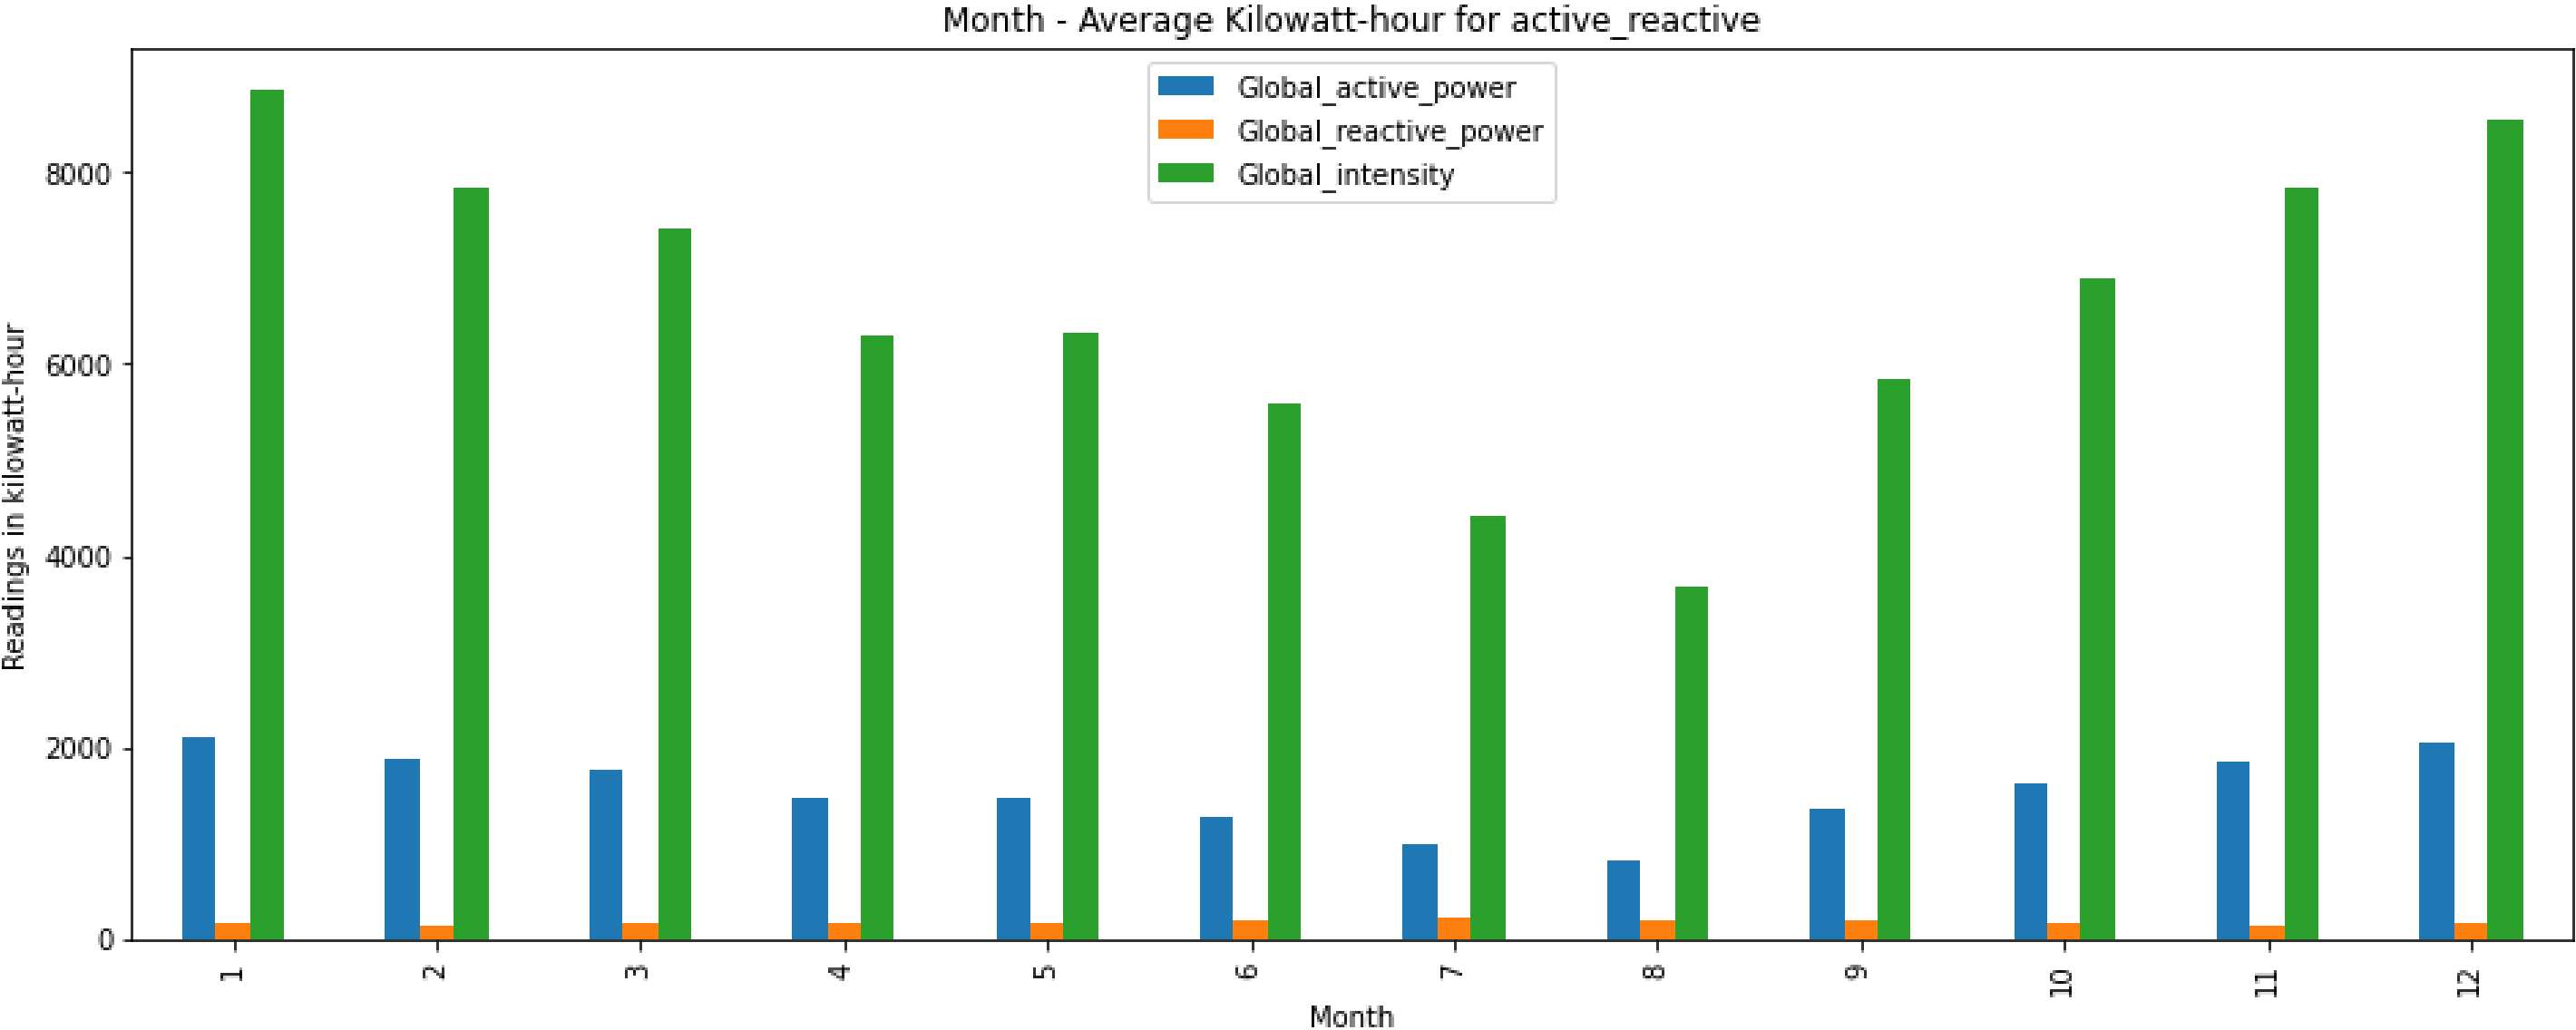 Month - Average Kilowatt-hour for active_reactive
Global_active_power
Global_reactive_power
Global_intensity
Readings in kilowatt-hour
8000
6000
4000
2000
0
1 2 3 4 5 6 7 8 9 10 11 12
Month